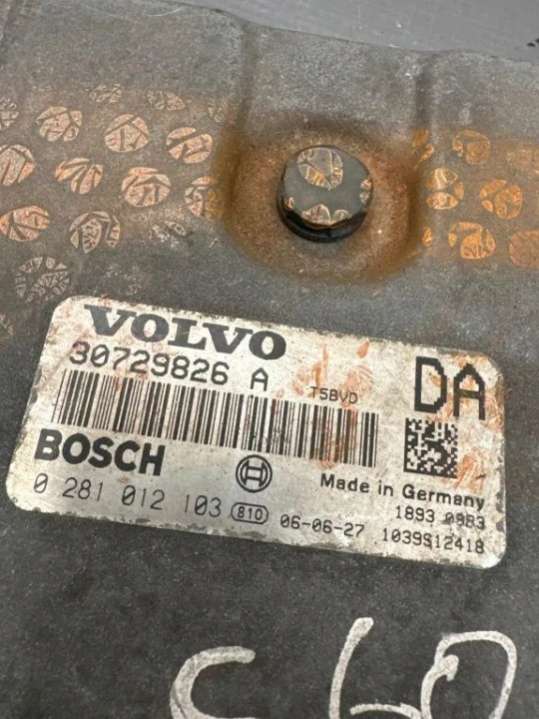 VOLVO
30729826 A T5BVD
DA
BOSCH
Made in Germany
0 281 012 103 810 06-06-27
1893 0983
1039S12418
S60